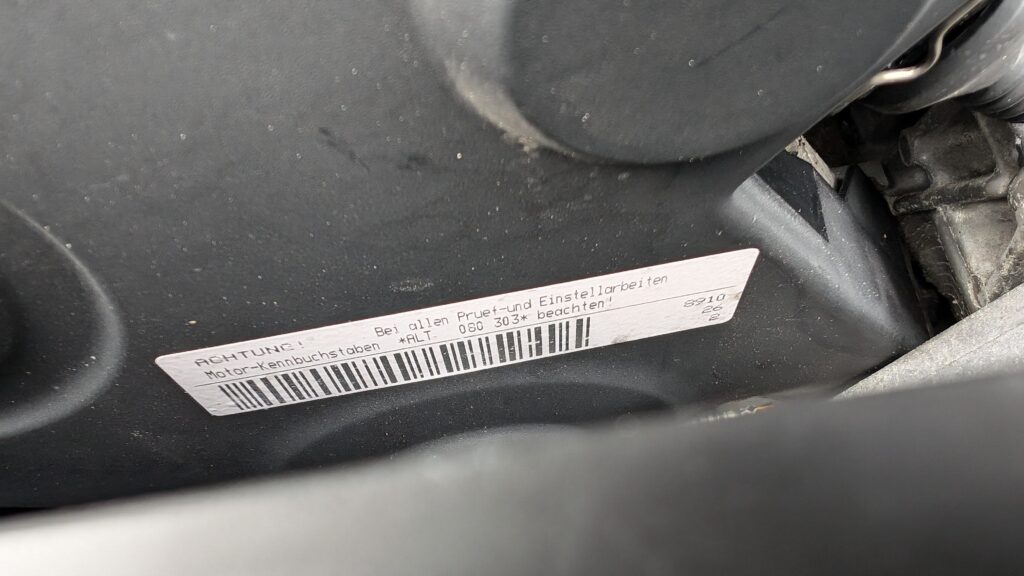 ACHTUNG!
Bei allen Pruef-und Einstellarbeiten
Motor-Kennbuchstaben *ALT 080 303* beachten!
8910
26
2